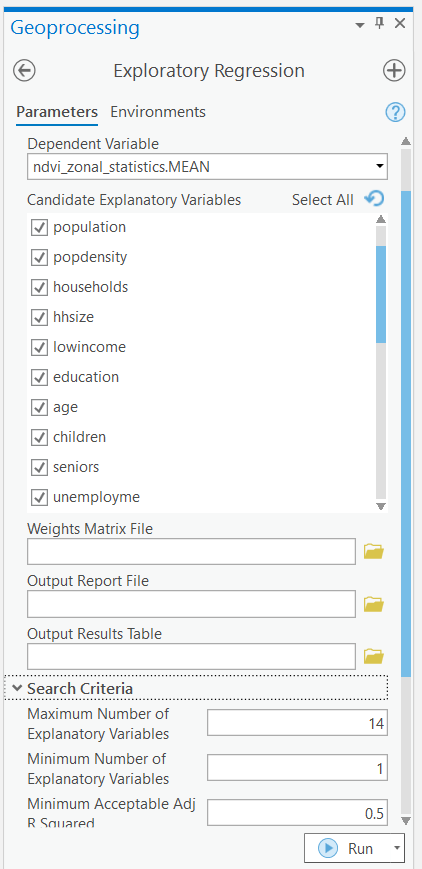 Geoprocessing
Exploratory Regression
Parameters Environments
?
Dependent Variable
ndvi_zonal_statistics.MEAN
Candidate Explanatory Variables Select All
population
popdensity
households
hhsize
lowincome
education
age
children
seniors
unemployme
Weights Matrix File
Output Report File
Output Results Table
Search Criteria
Maximum Number of
Explanatory Variables 14
Minimum Number of
Explanatory Variables 1
Minimum Acceptable Adj
R Squared 0.5
Run